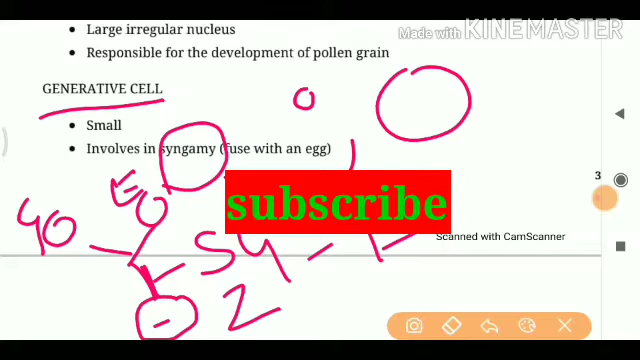 Large irregular nucleus
Made with KINEMASTER
Responsible for the development of pollen grain
GENERATIVE CELL
Small
Involves in syngamy (fuse with an egg)
3
subscribe
Scanned with CamScanner